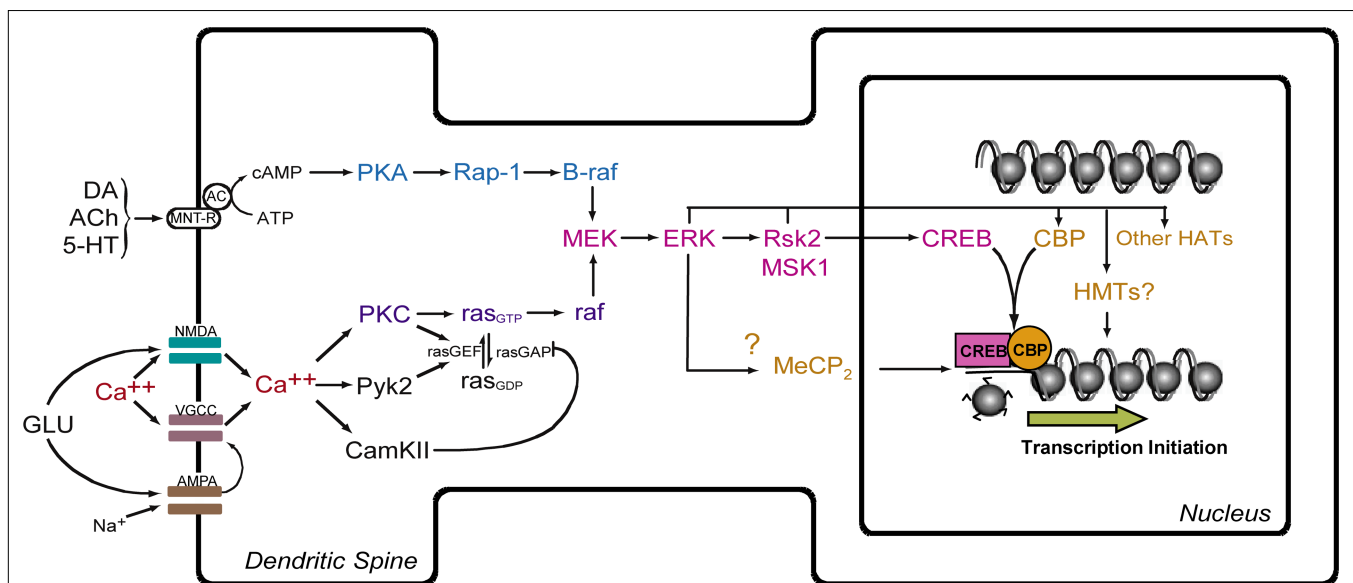 DA
ACh
5-HT
MNT-R
AC
cAMP
ATP
PKA
Rap-1
B-raf
MEK
ERK
Rsk2
MSK1
CREB
CBP
Other HATs
HMTs?
NMDA
Ca++
VGCC
GLU
AMPA
Na+
Ca++
PKC
Pyk2
CamKII
rasGTP
rasGEF
rasGAP
rasGDP
raf
?
MeCP2
CREB
CBP
Transcription Initiation
Nucleus
Dendritic Spine